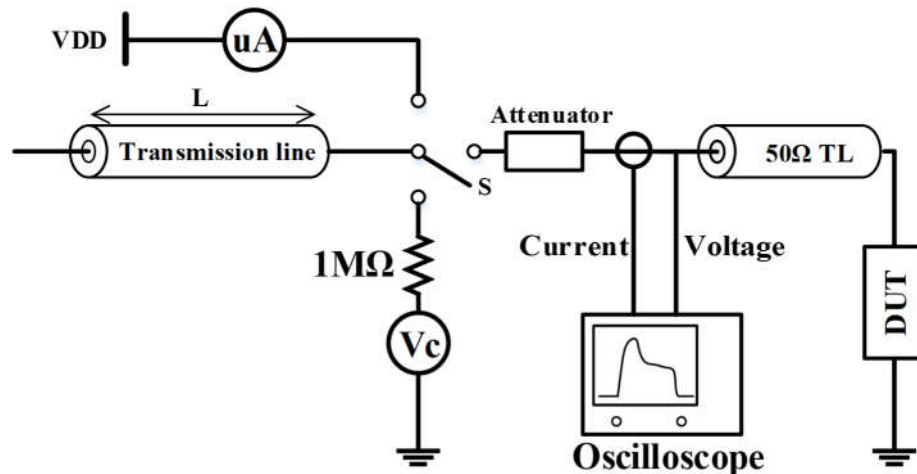 VDD
uA
L
Attenuator
Transmission line
S
50Ω TL
Current
Voltage
1MΩ
DUT
Vc
Oscilloscope